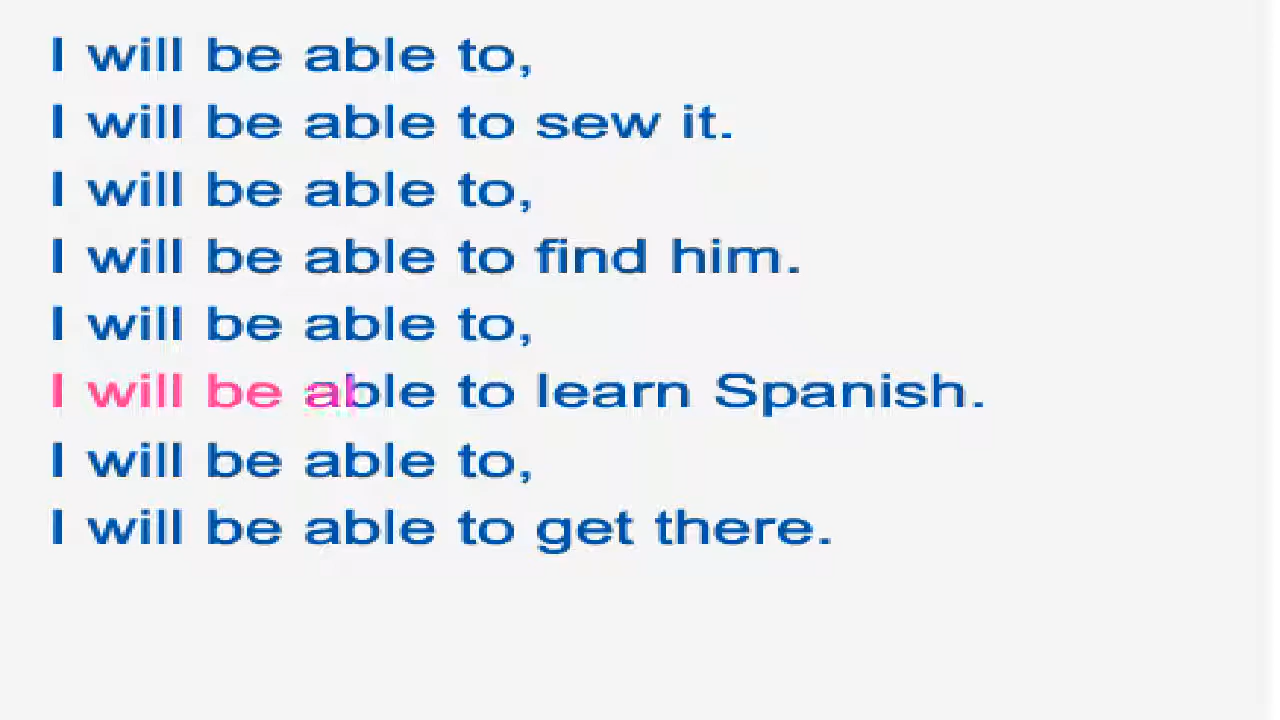 I will be able to,
I will be able to sew it.
I will be able to,
I will be able to find him.
I will be able to,
I will be able to learn Spanish.
I will be able to,
I will be able to get there.